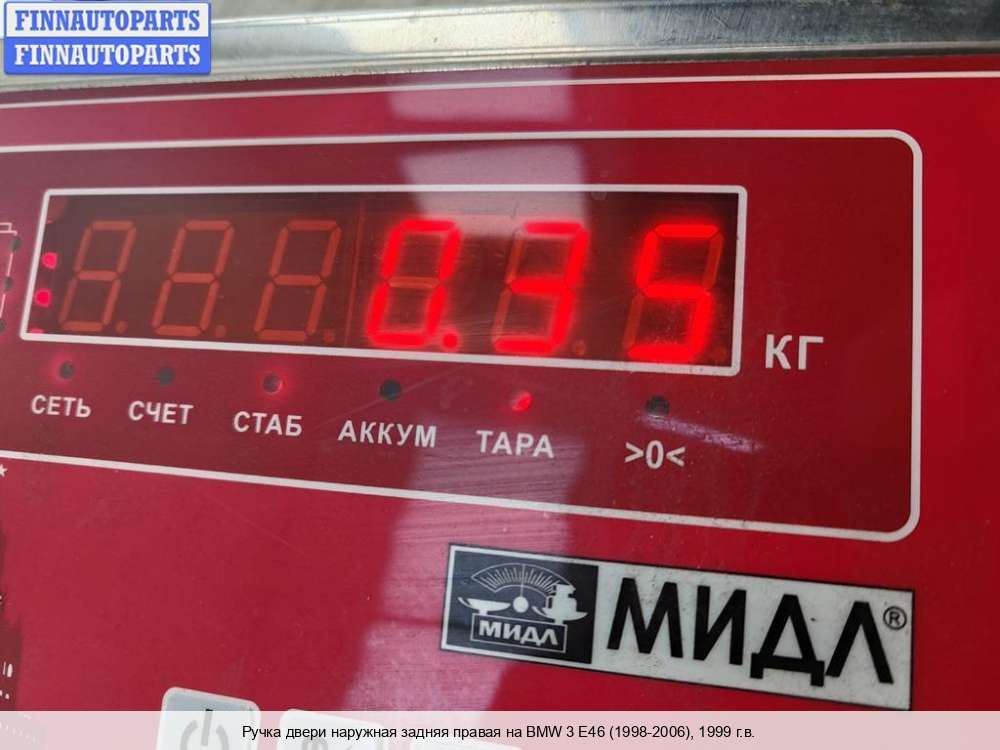 FINNAUTOPARTS
FINNAUTOPARTS
0.35
КГ
СЕТЬ СЧЕТ СТАБ АККУМ ТАРА >0<
МИДЛ
МИДЛ®
Ручка двери наружная задняя правая на BMW 3 E46 (1998-2006), 1999 г.в.